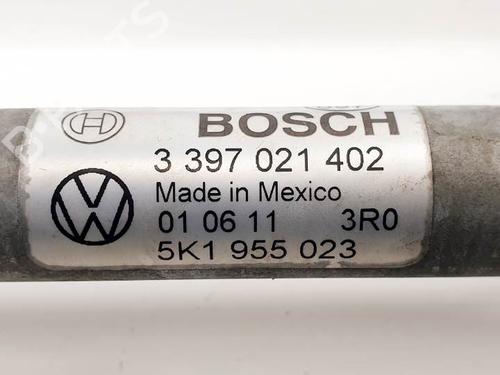 BOSCH
3 397 021 402
Made in Mexico
01 06 11 3R0
5K1 955 023